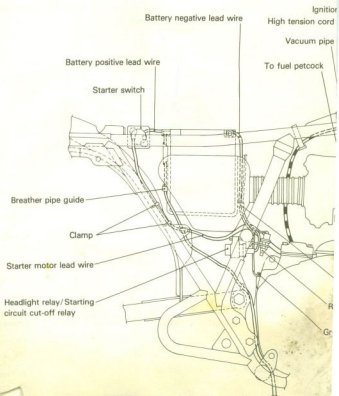 Battery negative lead wire
High tension cord
Vacuum pipe
To fuel petcock
Battery positive lead wire
Starter switch
Breather pipe guide
Clamp
Starter motor lead wire
Headlight relay/Starting
circuit cut-off relay